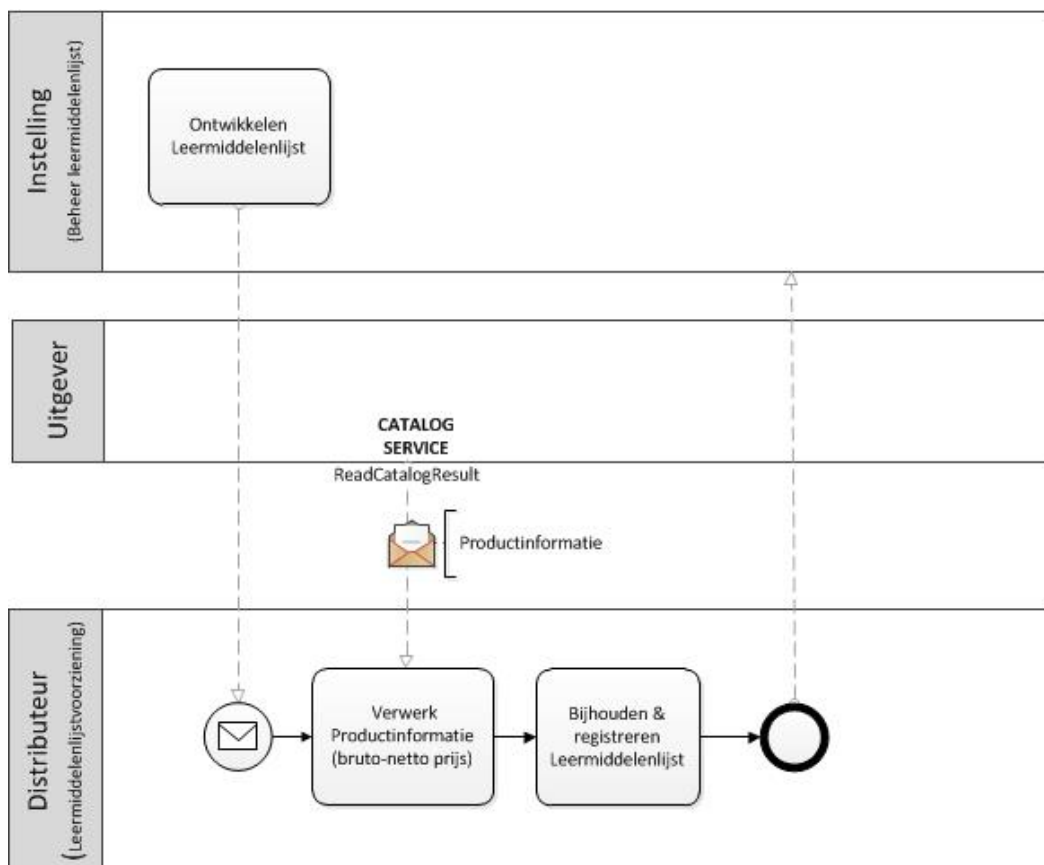 Instelling
(Beheer leermiddelenlijst)
Ontwikkelen
Leermiddelenlijst
Uitgever
CATALOG
SERVICE
ReadCatalogResult
Productinformatie
Distributeur
(Leermiddelenlijstvoorziening)
Verwerk
Productinformatie
(bruto-netto prijs)
Bijhouden &
registreren
Leermiddelenlijst